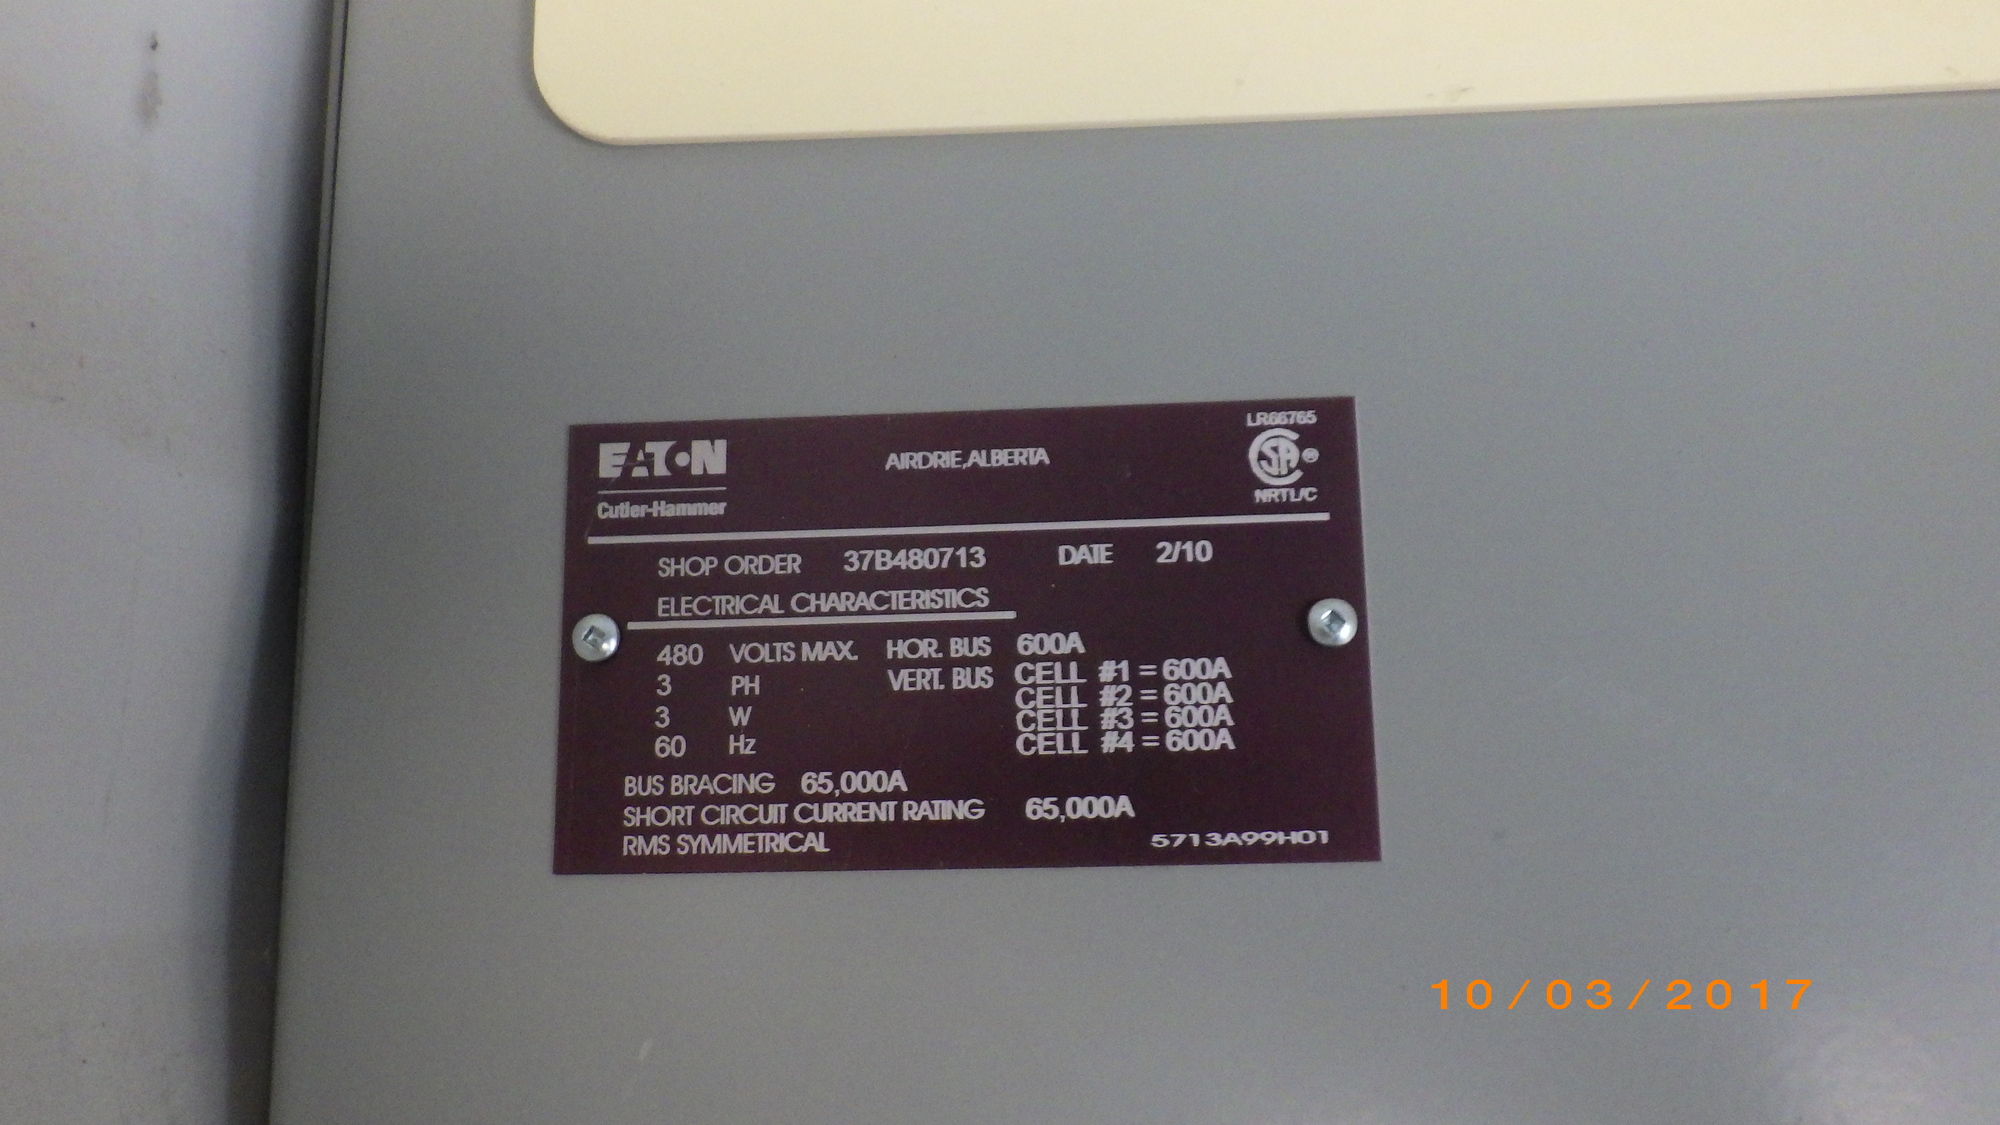 LR66765
EATON
AIRDRIE, ALBERTA
SA ®
Cutler-Hammer
NRTL/C
SHOP ORDER 37B480713 DATE 2/10
ELECTRICAL CHARACTERISTICS
480 VOLTS MAX. HOR. BUS 600A
3 PH VERT. BUS CELL #1 = 600A
CELL #2 = 600A
3 W CELL #3 = 600A
60 Hz CELL #4 = 600A
BUS BRACING 65,000A
SHORT CIRCUIT CURRENT RATING 65,000A
RMS SYMMETRICAL 5713A99H01
10/03/2017